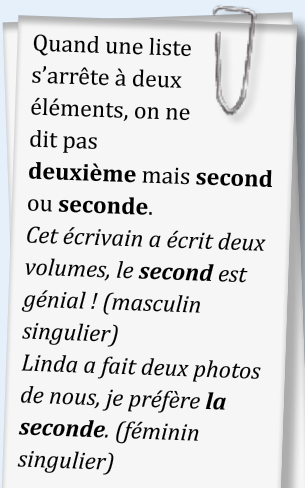 Quand une liste
s’arrête à deux
éléments, on ne
dit pas
deuxième mais second
ou seconde.
Cet écrivain a écrit deux
volumes, le second est
génial ! (masculin
singulier)
Linda a fait deux photos
de nous, je préfère la
seconde. (féminin
singulier)